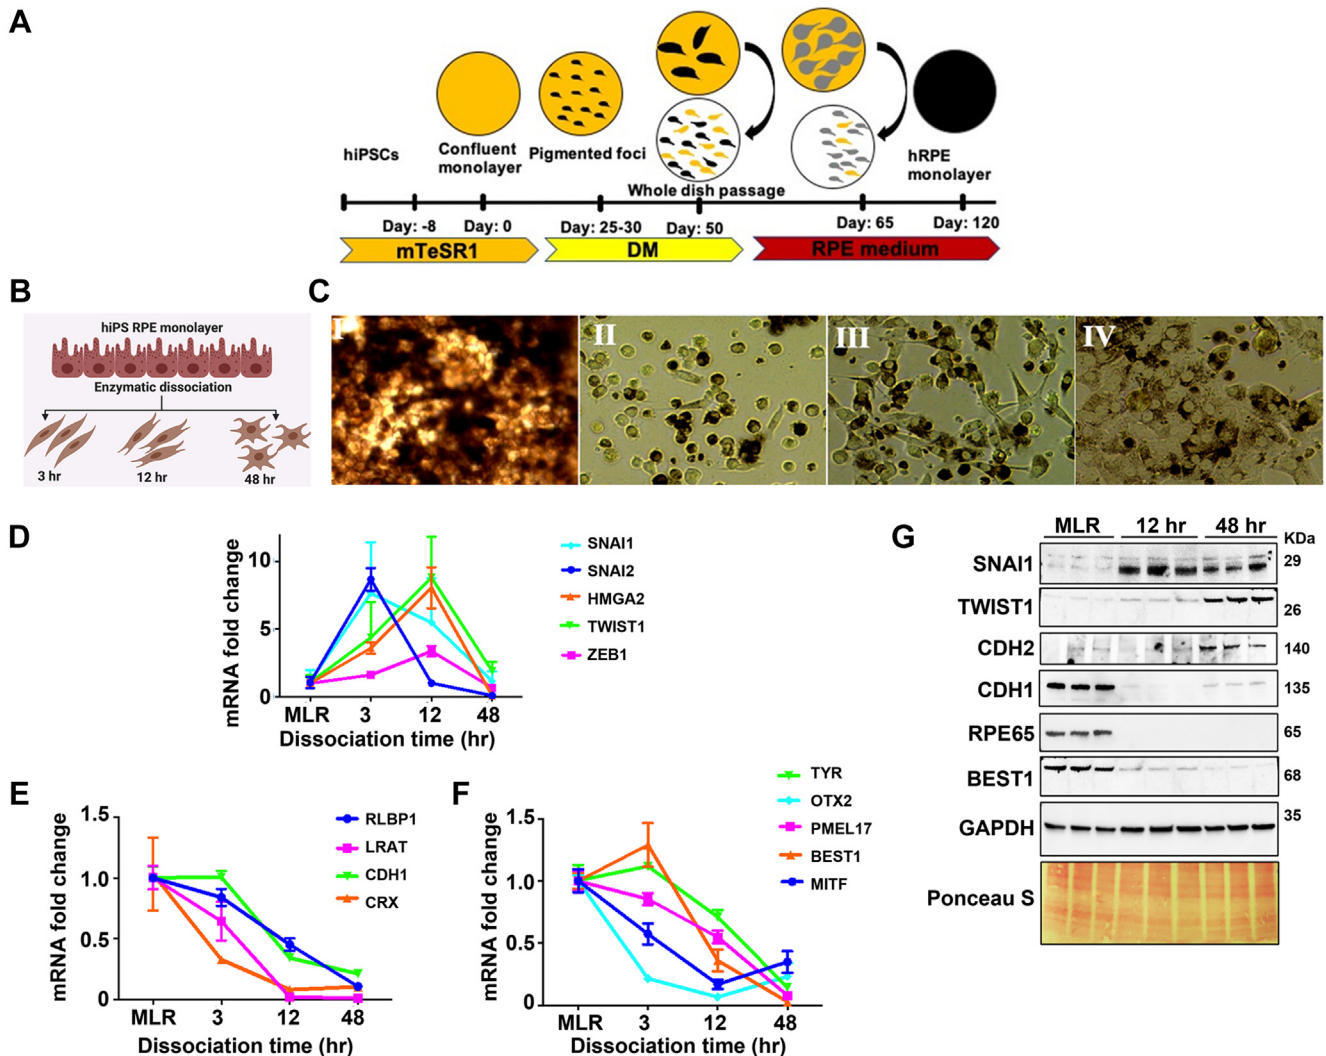 A
hiPSCs
Confluent
monolayer
Pigmented foci
Whole dish passage
hRPE
monolayer
Day: -8
Day: 0
Day: 25-30
Day: 50
Day: 65
Day: 120
mTeSR1
DM
RPE medium
B
hiPS RPE monolayer
Enzymatic dissociation
3 hr
12 hr
48 hr
C
I
II
III
IV
D
mRNA fold change
10
5
0
MLR
3
12
48
Dissociation time (hr)
SNAI1
SNAI2
HMGA2
TWIST1
ZEB1
E
mRNA fold change
1.5
1.0
0.5
0
MLR
3
12
48
Dissociation time (hr)
RLBP1
LRAT
CDH1
CRX
F
mRNA fold change
1.5
1.0
0.5
0
MLR
3
12
48
Dissociation time (hr)
TYR
OTX2
PMEL17
BEST1
MITF
G
MLR
12 hr
48 hr
KDa
SNAI1
29
TWIST1
26
CDH2
140
CDH1
135
RPE65
65
BEST1
68
GAPDH
35
Ponceau S